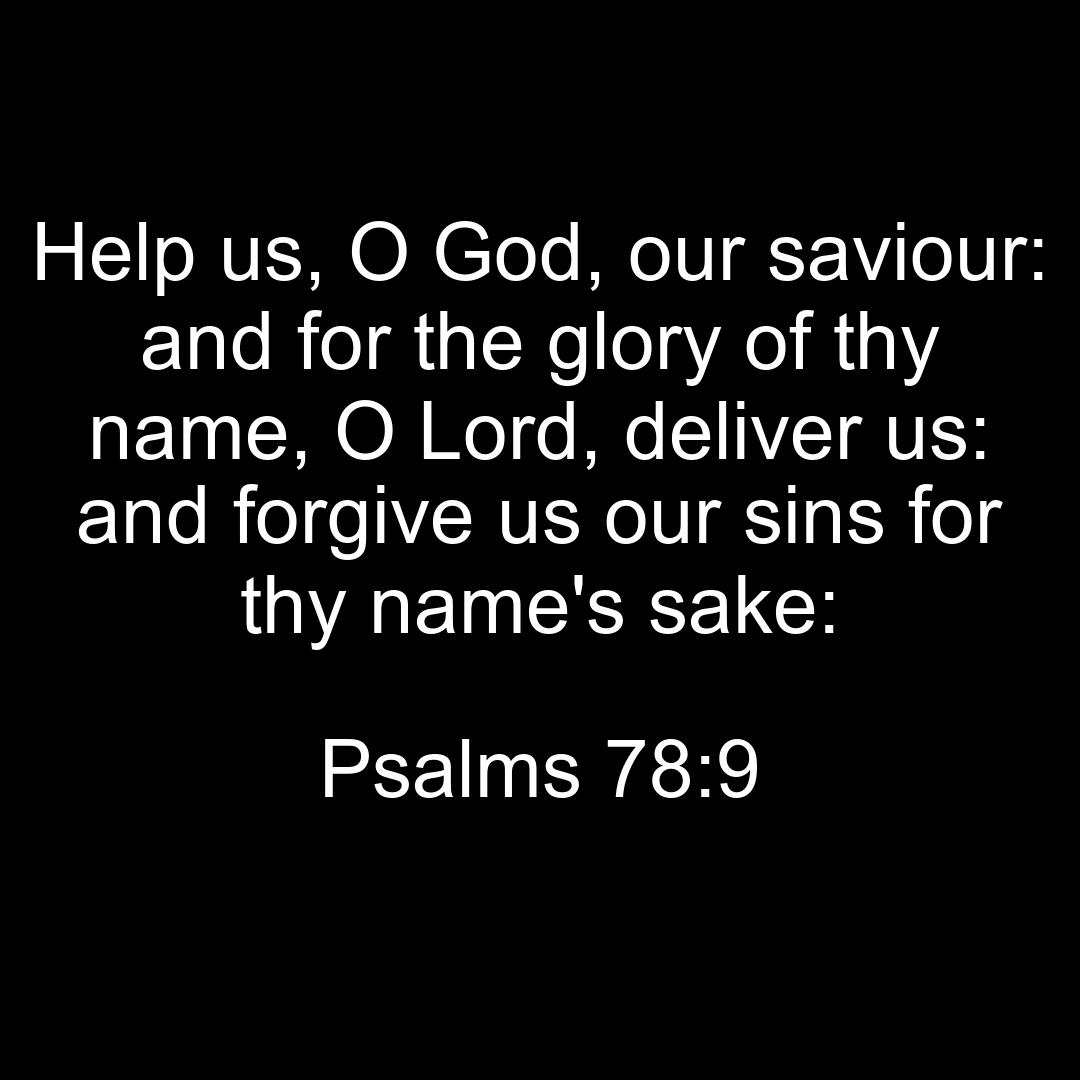 Help us, O God, our saviour:
and for the glory of thy
name, O Lord, deliver us:
and forgive us our sins for
thy name's sake:
Psalms 78:9